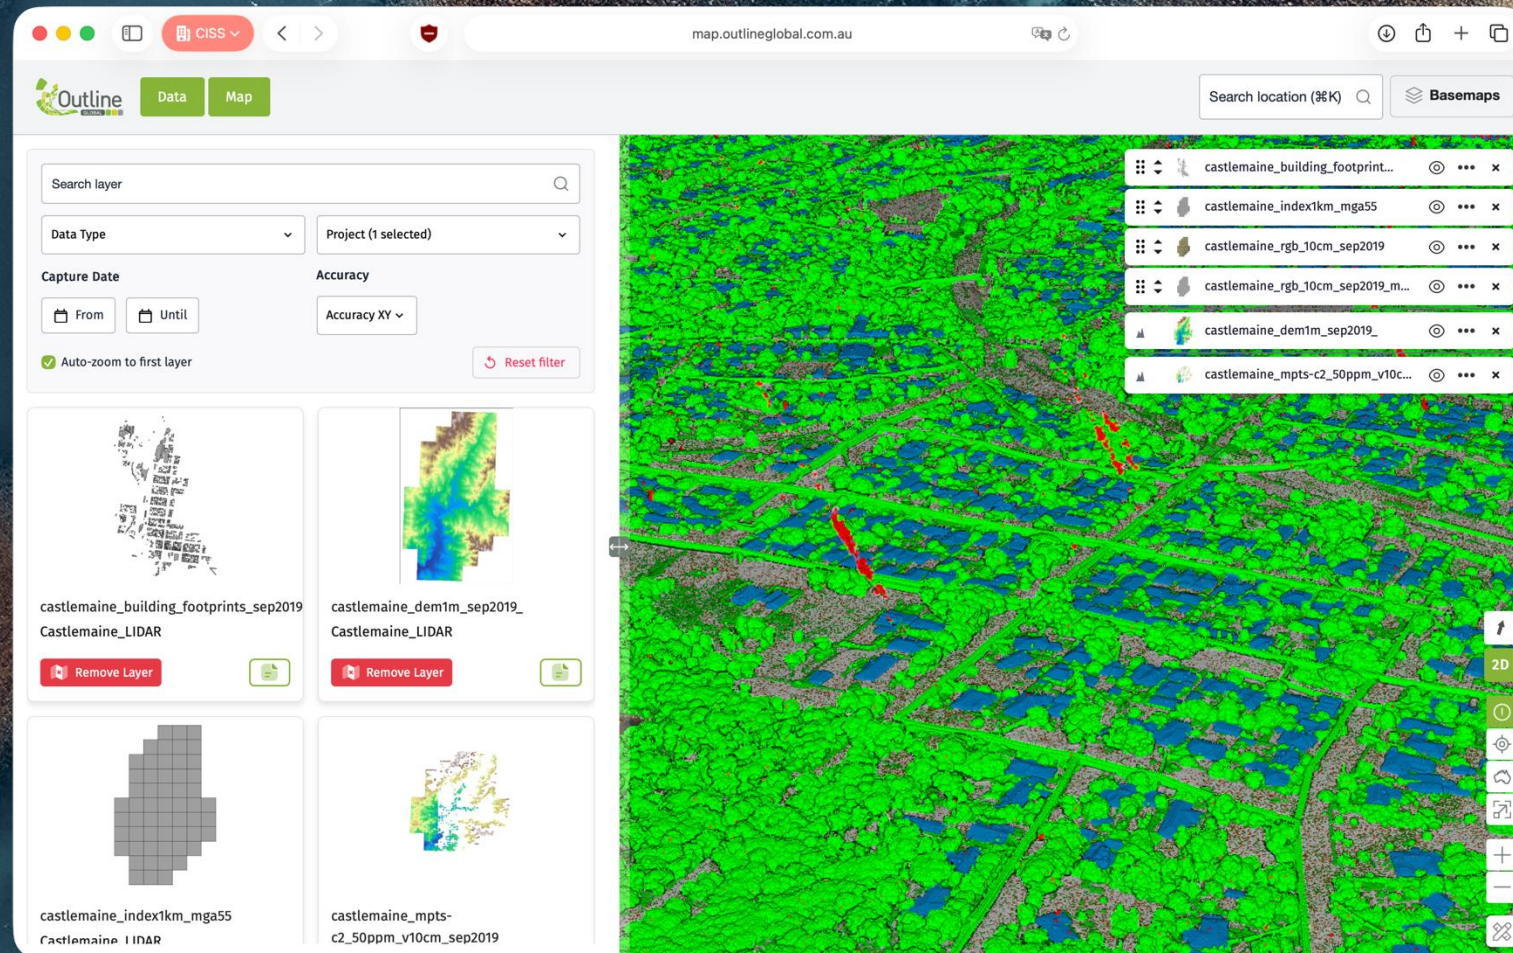 CISS
map.outlineglobal.com.au
Outline
GLOBAL
Data
Map
Search location (⌘K)
Basemaps
Search layer
Data Type
Project (1 selected)
Capture Date
Accuracy
From
Until
Accuracy XY
Auto-zoom to first layer
Reset filter
castlemaine_building_footprints_sep2019
Castlemaine_LIDAR
Remove Layer
castlemaine_dem1m_sep2019_
Castlemaine_LIDAR
Remove Layer
castlemaine_index1km_mga55
Castlemaine_LIDAR
castlemaine_mpts-
c2_50ppm_v10cm_sep2019
castlemaine_building_footprint...
castlemaine_index1km_mga55
castlemaine_rgb_10cm_sep2019
castlemaine_rgb_10cm_sep2019_m...
castlemaine_dem1m_sep2019_
castlemaine_mpts-c2_50ppm_v10c...
2D